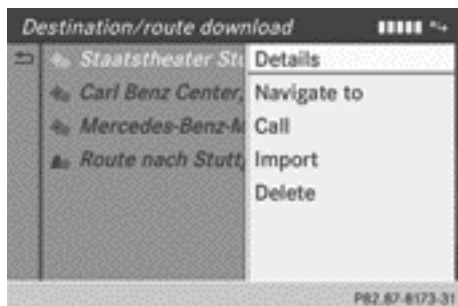 Destination/route download
Staatstheater Stu
Details
Carl Benz Center,
Navigate to
Mercedes-Benz-M
Call
Route nach Stutt
Import
Delete
P82.87-8173-31